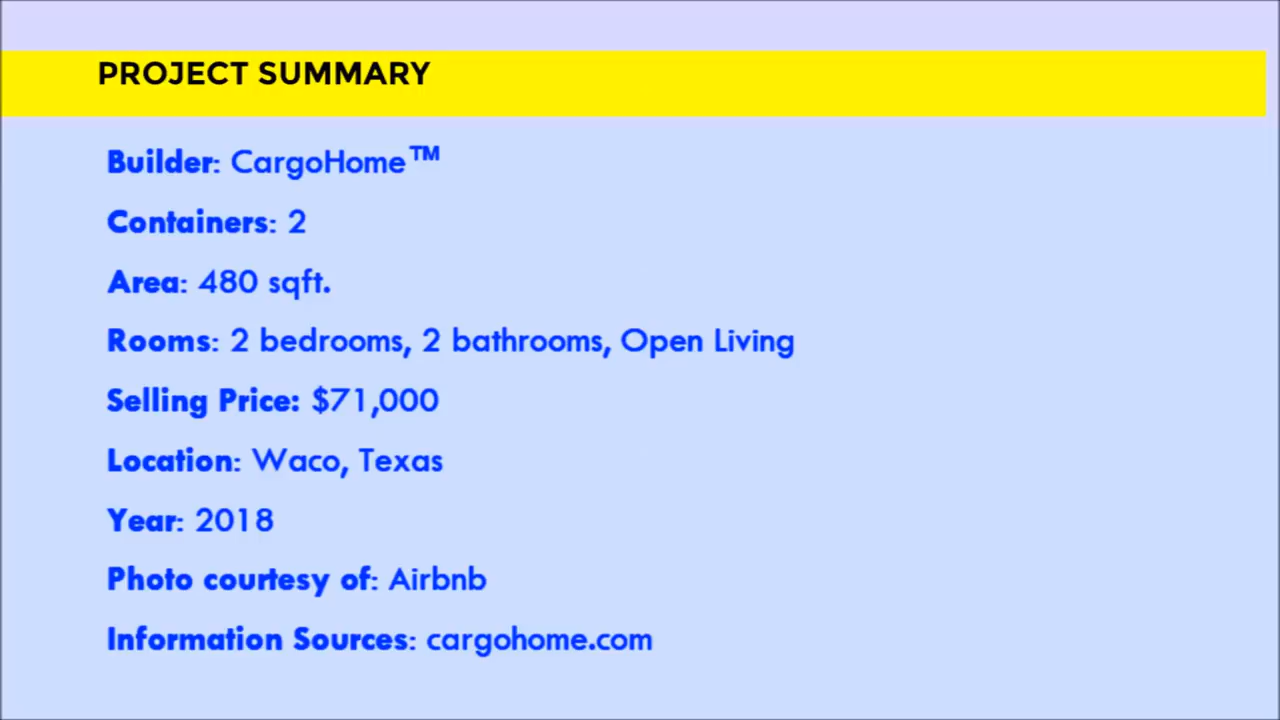 PROJECT SUMMARY
Builder: CargoHome™
Containers: 2
Area: 480 sqft.
Rooms: 2 bedrooms, 2 bathrooms, Open Living
Selling Price: $71,000
Location: Waco, Texas
Year: 2018
Photo courtesy of: Airbnb
Information Sources: cargohome.com